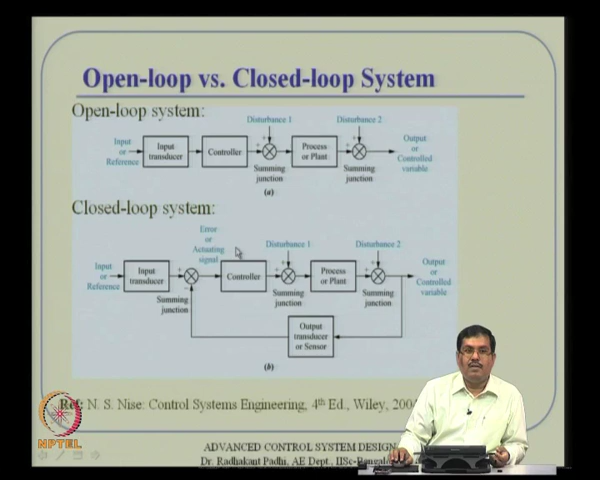 Open-loop vs. Closed-loop System
Open-loop system:
Disturbance 1
Disturbance 2
Input
or
Reference
Input
transducer
Controller
Process
or Plant
Output
or
Controlled
variable
Summing
junction
Summing
junction
(a)
Closed-loop system:
Error
or
Actuating
signal
Disturbance 1
Disturbance 2
Input
or
Reference
Input
transducer
Controller
Process
or Plant
Output
or
Controlled
variable
Summing
junction
Summing
junction
Summing
junction
Output
transducer
or Sensor
(b)
Ref: N. S. Nise: Control Systems Engineering, 4th Ed., Wiley, 2004
NPTEL
ADVANCED CONTROL SYSTEM DESIGN
Dr. Radhakant Padhi, AE Dept., IISc-Bangalore